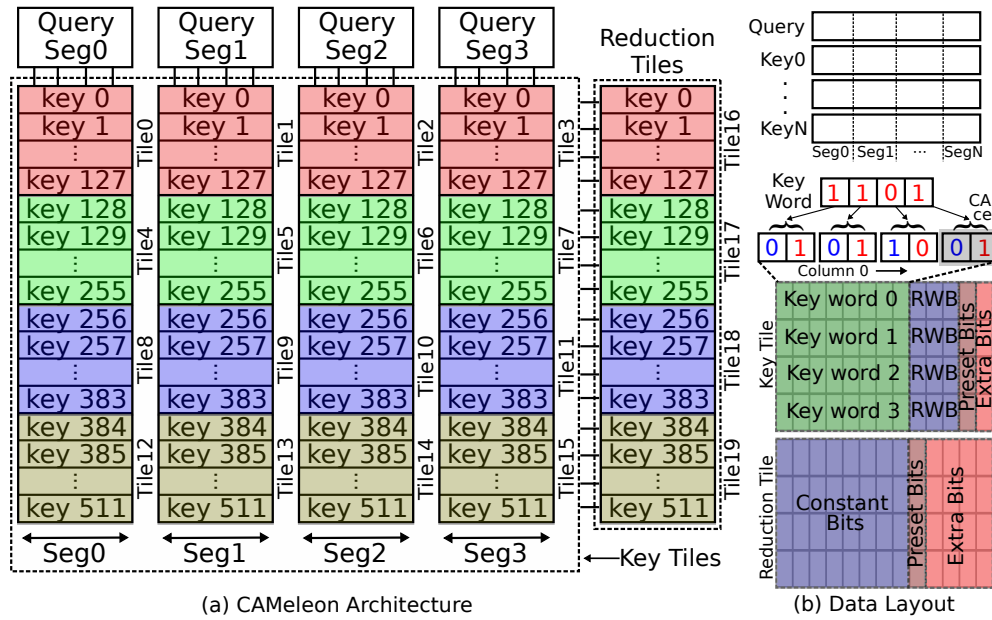 Query Seg0
Query Seg1
Query Seg2
Query Seg3
Reduction Tiles
key 0
key 1
⋮
key 127
key 128
key 129
⋮
key 255
key 256
key 257
⋮
key 383
key 384
key 385
⋮
key 511
Tile0
Tile4
Tile8
Tile12
key 0
key 1
⋮
key 127
key 128
key 129
⋮
key 255
key 256
key 257
⋮
key 383
key 384
key 385
⋮
key 511
Tile1
Tile5
Tile9
Tile13
key 0
key 1
⋮
key 127
key 128
key 129
⋮
key 255
key 256
key 257
⋮
key 383
key 384
key 385
⋮
key 511
Tile2
Tile6
Tile10
Tile14
key 0
key 1
⋮
key 127
key 128
key 129
⋮
key 255
key 256
key 257
⋮
key 383
key 384
key 385
⋮
key 511
Tile3
Tile7
Tile11
Tile15
key 0
key 1
⋮
key 127
key 128
key 129
⋮
key 255
key 256
key 257
⋮
key 383
key 384
key 385
⋮
key 511
Tile16
Tile17
Tile18
Tile19
Seg0
Seg1
Seg2
Seg3
Key Tiles
(a) CAMeleon Architecture
Query
Key0
⋮
KeyN
Seg0 Seg1 ... SegN
Key
Word
1 1 0 1
CA
ce
0 1 0 1 1 0 0 1
Column 0
Key Tile
Key word 0 RWB
Key word 1 RWB
Key word 2 RWB
Key word 3 RWB
Preset Bits
Extra Bits
Reduction Tile
Constant
Bits
Preset Bits
Extra Bits
(b) Data Layout